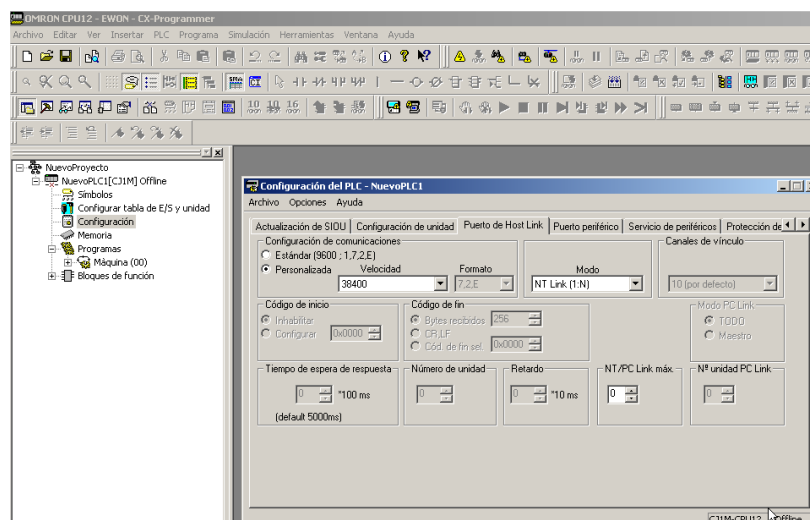 OMRON CPU12 - EWON - CX-Programmer
Archivo Editar Ver Insertar PLC Programa Simulación Herramientas Ventana Ayuda
10 10 16
NuevoProyecto
NuevoPLC1[CJ1M] Offline
Símbolos
Configurar tabla de E/S y unidad
Configuración
Memoria
Programas
Máquina (00)
Bloques de función
Configuración del PLC - NuevoPLC1
Archivo Opciones Ayuda
Actualización de SIOU Configuración de unidad Puerto de Host Link Puerto periférico Servicio de periféricos Protección de
Configuración de comunicaciones
Estándar (9600 ; 1,7,2,E)
Personalizada Velocidad Formato Modo
38400 7,2,E NT Link (1:N)
Canales de vínculo
10 (por defecto)
Código de inicio
Inhabilitar
Configurar 0x0000
Código de fin
Bytes recibidos 256
CR,LF
Cód. de fin sel. 0x0000
Modo PC Link
TODO
Maestro
Tiempo de espera de respuesta
0 *100 ms
(default 5000ms)
Número de unidad
0
Retardo
0 *10 ms
NT/PC Link máx.
0
Nº unidad PC Link
0
CJ1M-CPU12 Offline